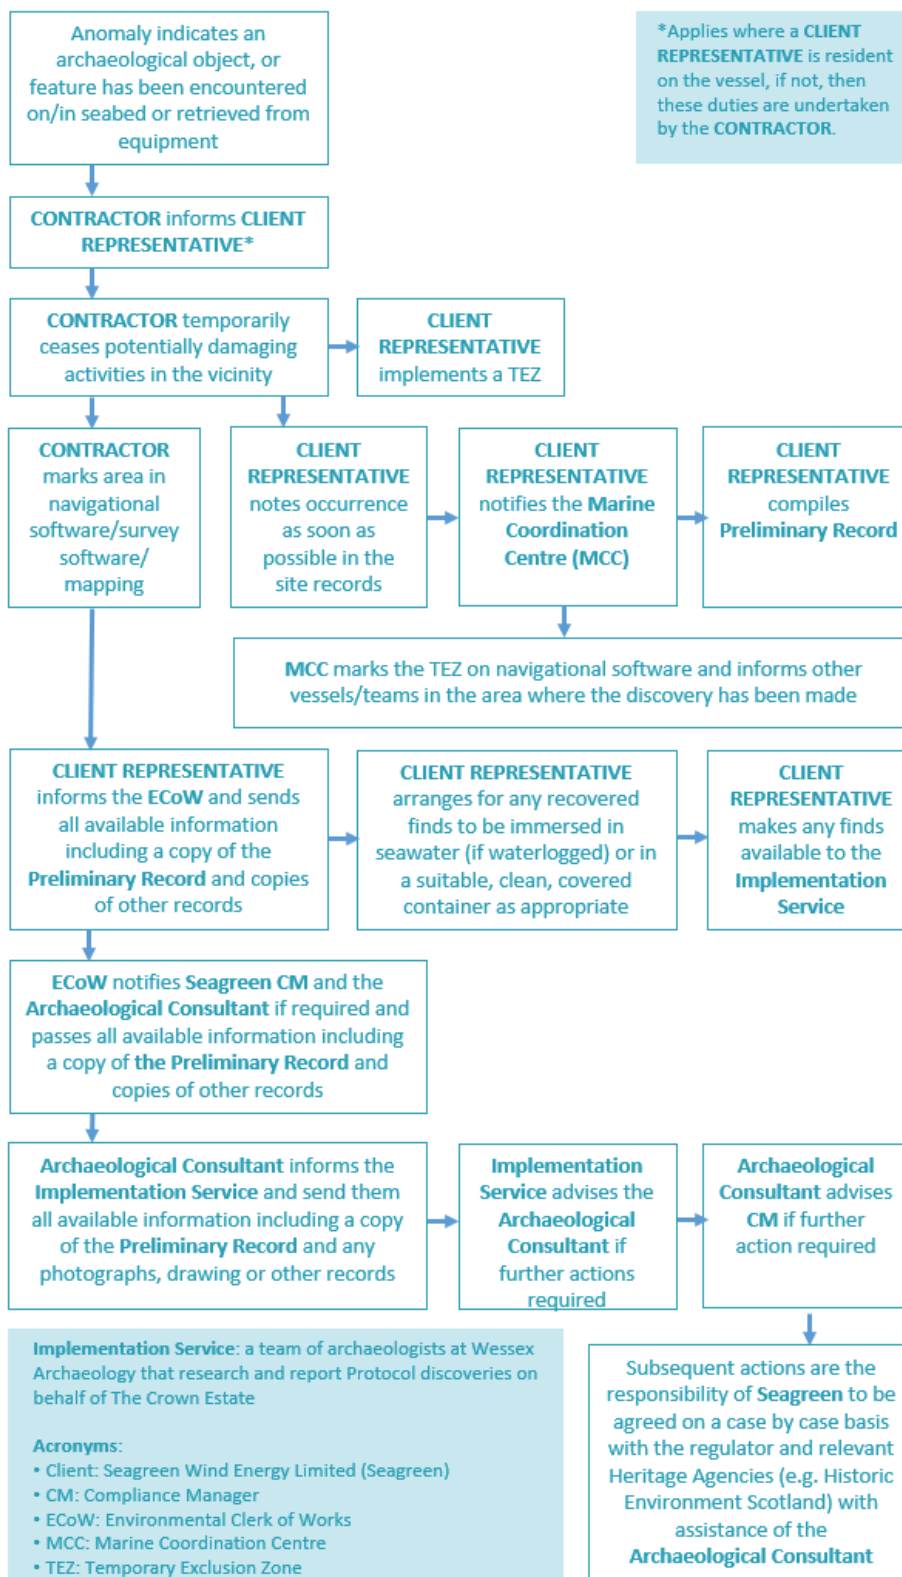 Anomaly indicates an
archaeological object, or
feature has been encountered
on/in seabed or retrieved from
equipment
*Applies where a CLIENT
REPRESENTATIVE is resident
on the vessel, if not, then
these duties are undertaken
by the CONTRACTOR.
CONTRACTOR informs CLIENT
REPRESENTATIVE*
CONTRACTOR temporarily
ceases potentially damaging
activities in the vicinity
CLIENT
REPRESENTATIVE
implements a TEZ
CONTRACTOR
marks area in
navigational
software/survey
software/
mapping
CLIENT
REPRESENTATIVE
notes occurrence
as soon as
possible in the
site records
CLIENT
REPRESENTATIVE
notifies the Marine
Coordination
Centre (MCC)
CLIENT
REPRESENTATIVE
compiles
Preliminary Record
MCC marks the TEZ on navigational software and informs other
vessels/teams in the area where the discovery has been made
CLIENT REPRESENTATIVE
informs the ECoW and sends
all available information
including a copy of the
Preliminary Record and copies
of other records
CLIENT REPRESENTATIVE
arranges for any recovered
finds to be immersed in
seawater (if waterlogged) or in
a suitable, clean, covered
container as appropriate
CLIENT
REPRESENTATIVE
makes any finds
available to the
Implementation
Service
ECoW notifies Seagreen CM and the
Archaeological Consultant if required and
passes all available information including
a copy of the Preliminary Record and
copies of other records
Archaeological Consultant informs the
Implementation Service and send them
all available information including a copy
of the Preliminary Record and any
photographs, drawing or other records
Implementation
Service advises the
Archaeological
Consultant if
further actions
required
Archaeological
Consultant advises
CM if further
action required
Implementation Service: a team of archaeologists at Wessex
Archaeology that research and report Protocol discoveries on
behalf of The Crown Estate
Acronyms:
• Client: Seagreen Wind Energy Limited (Seagreen)
• CM: Compliance Manager
• ECoW: Environmental Clerk of Works
• MCC: Marine Coordination Centre
• TEZ: Temporary Exclusion Zone
Subsequent actions are the
responsibility of Seagreen to be
agreed on a case by case basis
with the regulator and relevant
Heritage Agencies (e.g. Historic
Environment Scotland) with
assistance of the
Archaeological Consultant